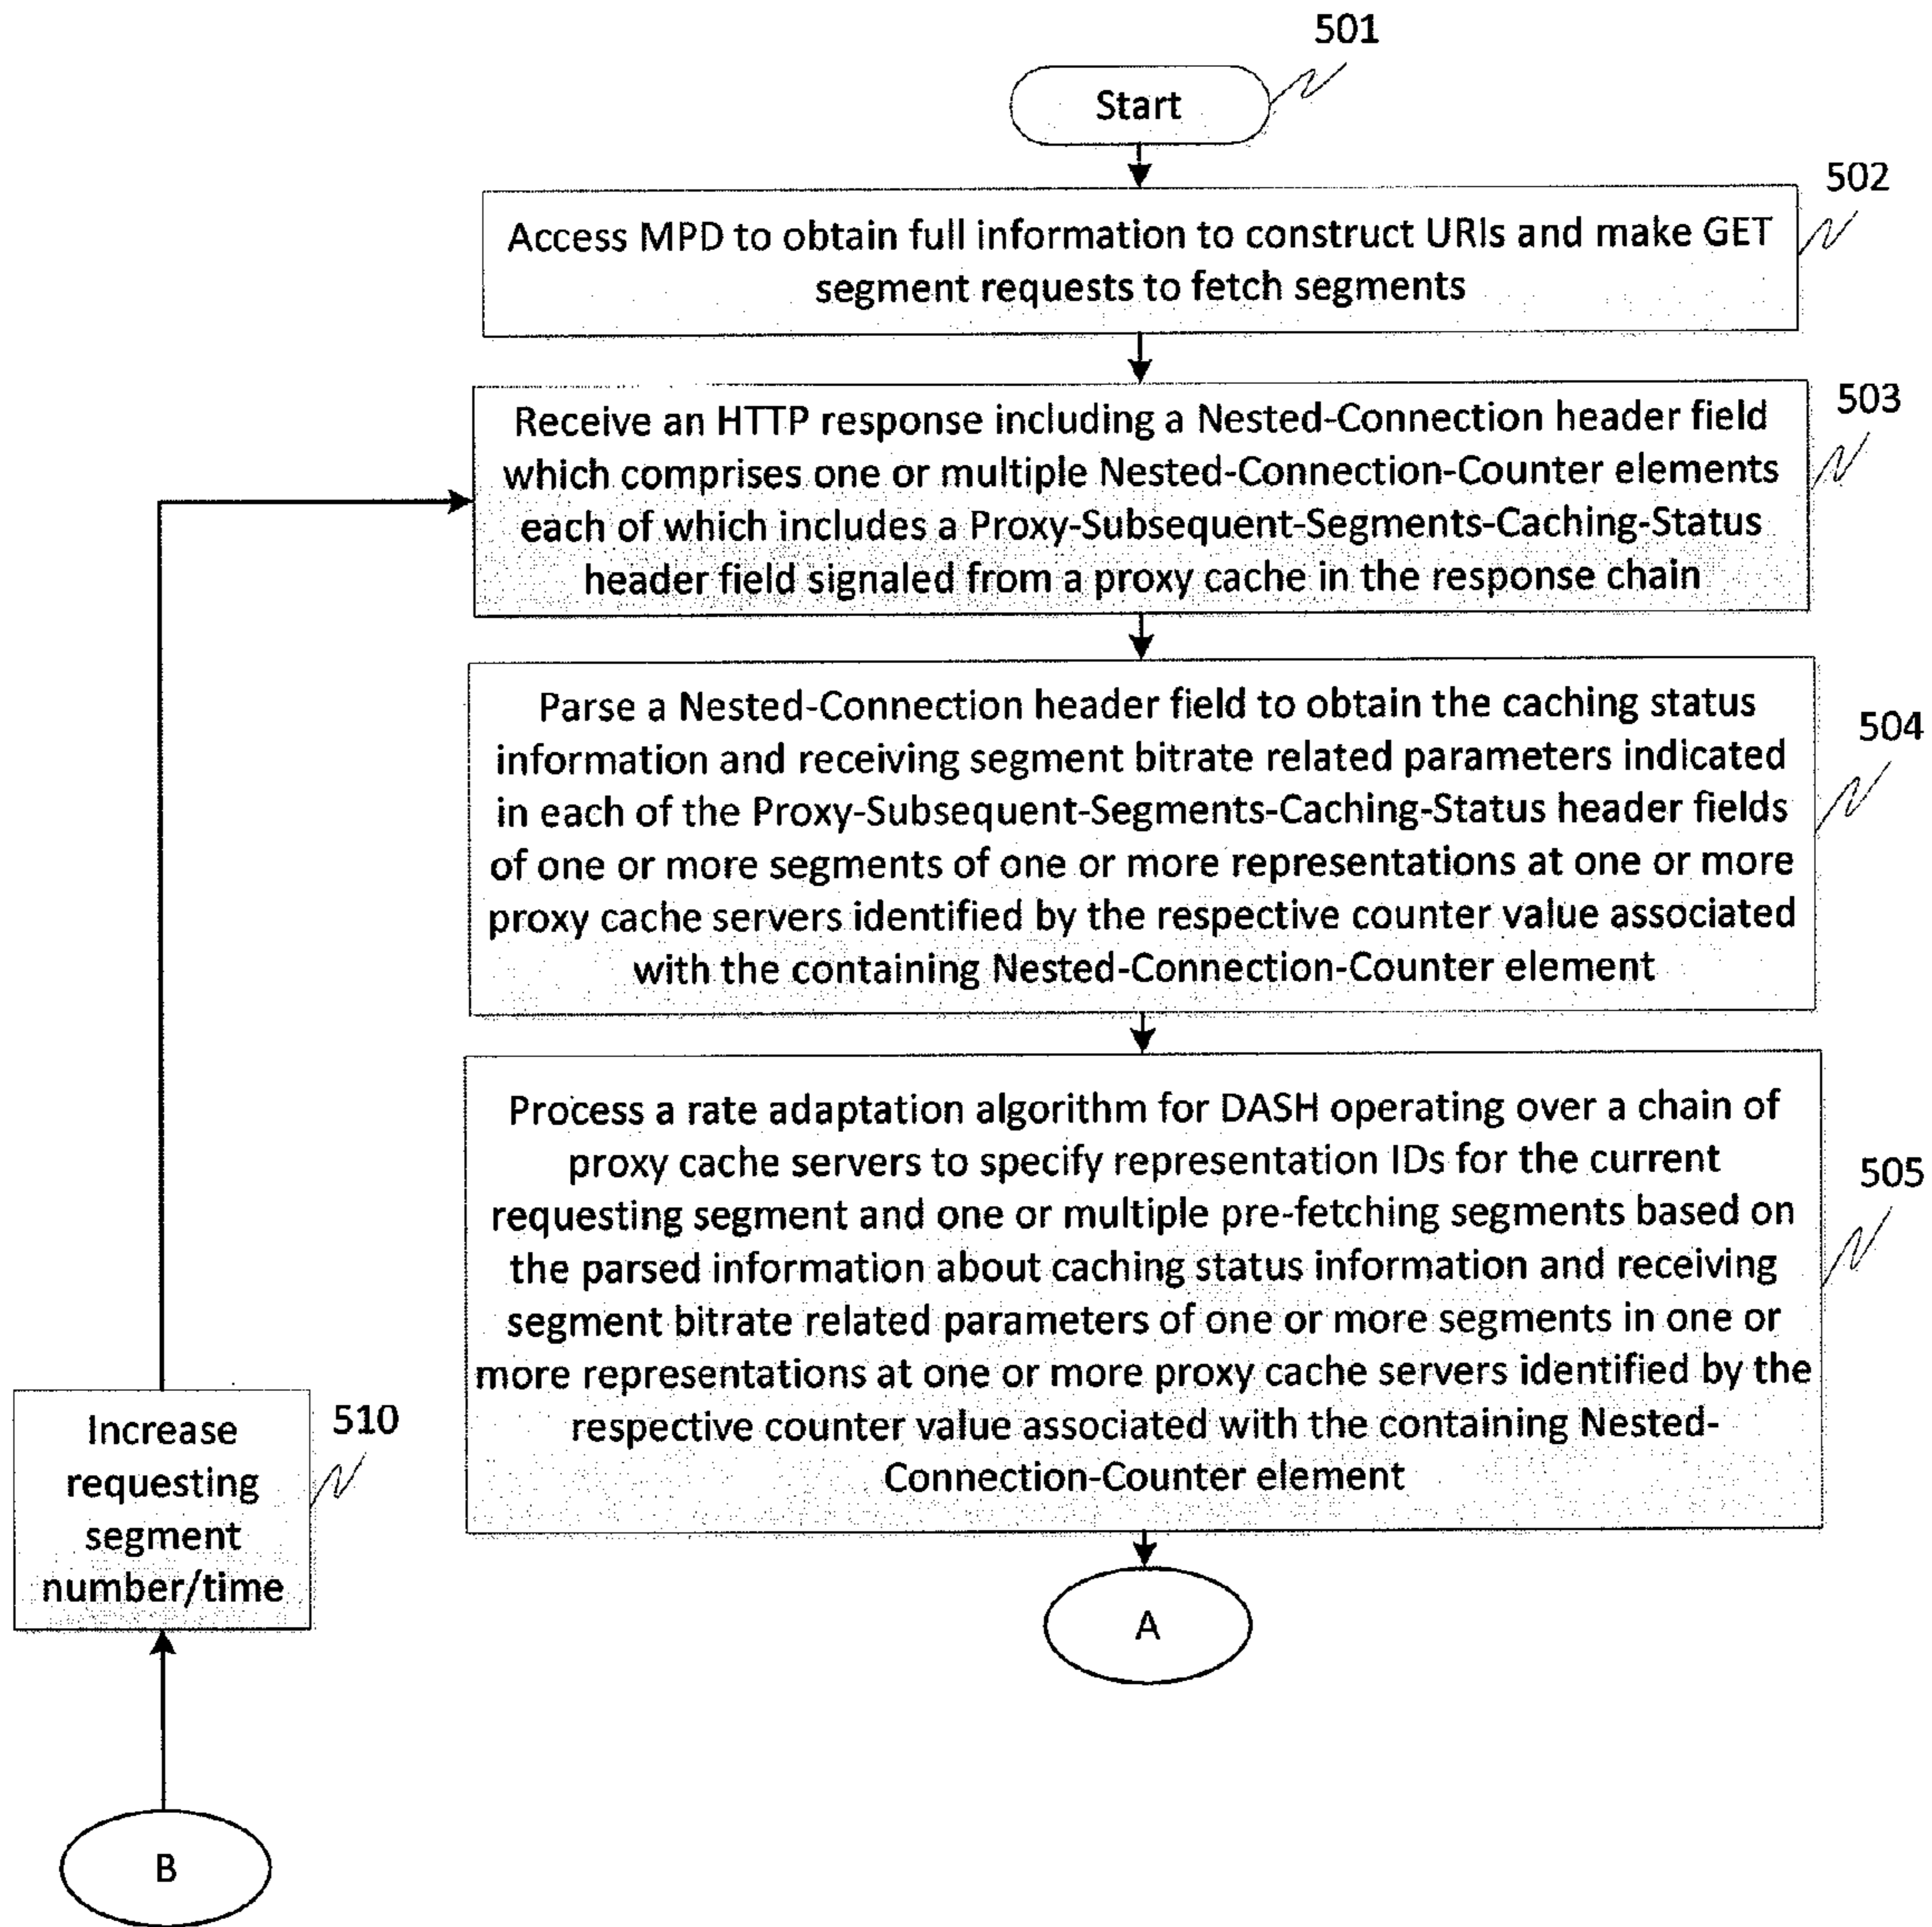 501
Start
502
Access MPD to obtain full information to construct URIs and make GET
segment requests to fetch segments
503
Receive an HTTP response including a Nested-Connection header field
which comprises one or multiple Nested-Connection-Counter elements
each of which includes a Proxy-Subsequent-Segments-Caching-Status
header field signaled from a proxy cache in the response chain
504
Parse a Nested-Connection header field to obtain the caching status
information and receiving segment bitrate related parameters indicated
in each of the Proxy-Subsequent-Segments-Caching-Status header fields
of one or more segments of one or more representations at one or more
proxy cache servers identified by the respective counter value associated
with the containing Nested-Connection-Counter element
505
Process a rate adaptation algorithm for DASH operating over a chain of
proxy cache servers to specify representation IDs for the current
requesting segment and one or multiple pre-fetching segments based on
the parsed information about caching status information and receiving
segment bitrate related parameters of one or more segments in one or
more representations at one or more proxy cache servers identified by the
respective counter value associated with the containing Nested-
Connection-Counter element
510
Increase
requesting
segment
number/time
A
B